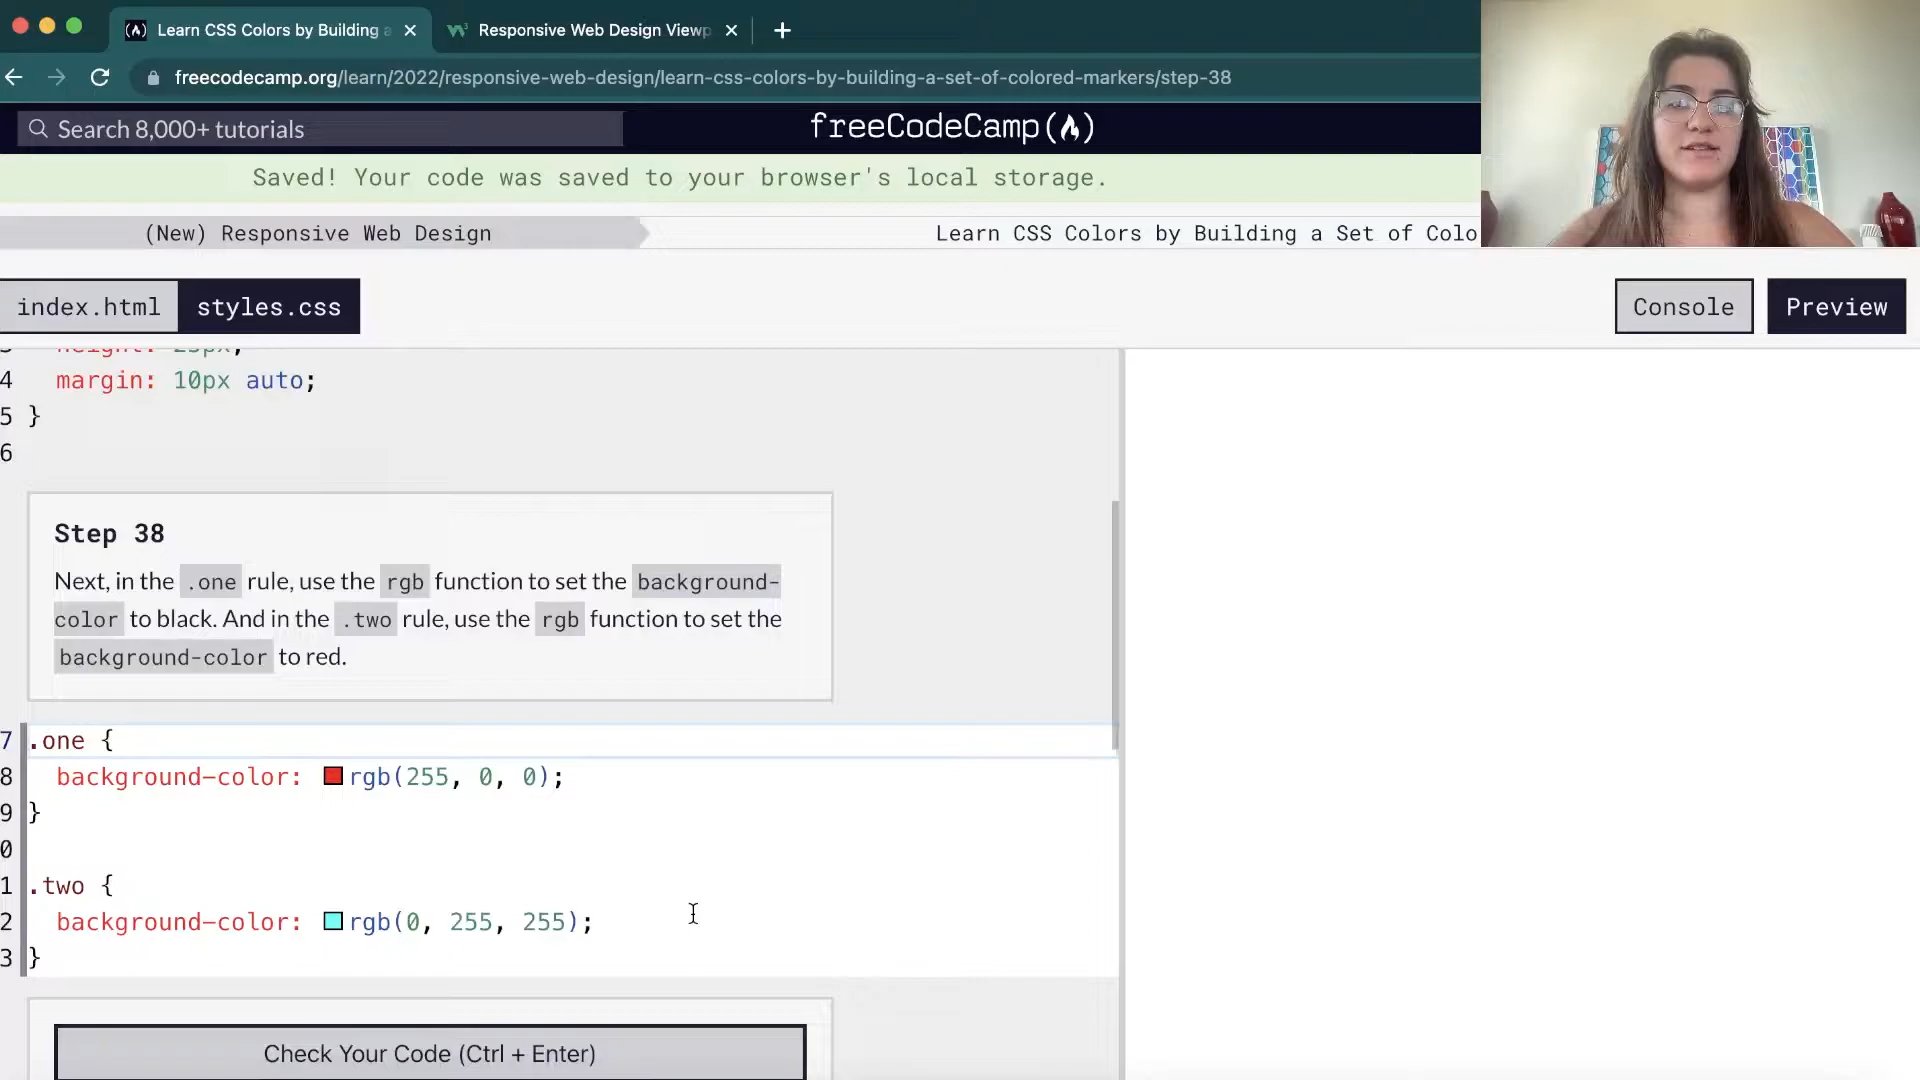 Learn CSS Colors by Building a
Responsive Web Design Viewp
freecodecamp.org/learn/2022/responsive-web-design/learn-css-colors-by-building-a-set-of-colored-markers/step-38
Search 8,000+ tutorials
freeCodeCamp
Saved! Your code was saved to your browser's local storage.
(New) Responsive Web Design
Learn CSS Colors by Building a Set of Colo
index.html
styles.css
Console
Preview
3 height: 25px;
4 margin: 10px auto;
5 }
6
Step 38
Next, in the .one rule, use the rgb function to set the background-
color to black. And in the .two rule, use the rgb function to set the
background-color to red.
7 .one {
8 background-color: rgb(255, 0, 0);
9 }
0
1 .two {
2 background-color: rgb(0, 255, 255);
3 }
Check Your Code (Ctrl + Enter)